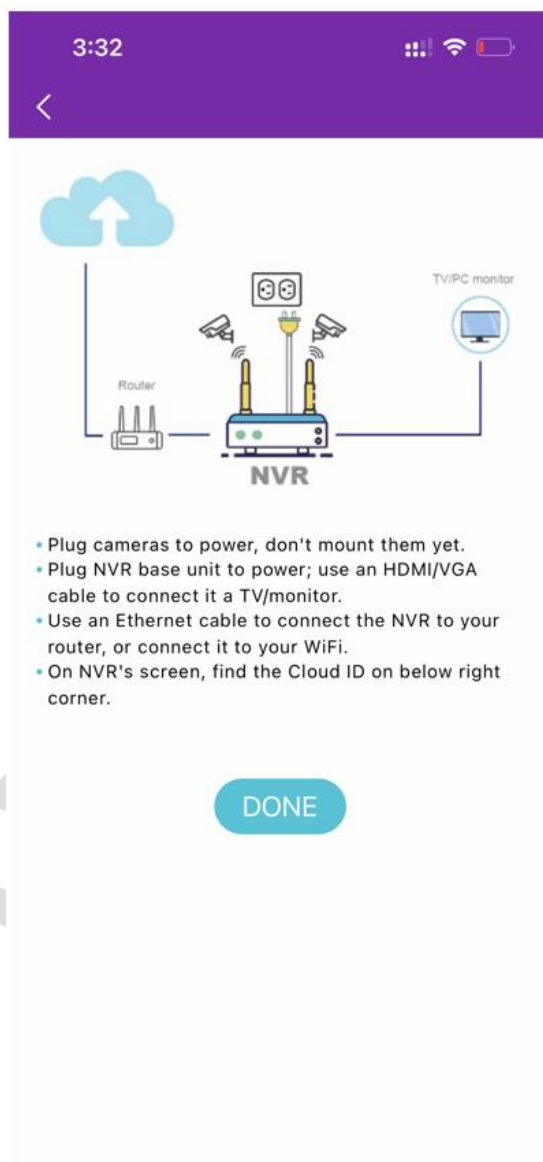 3:32
TV/PC monitor
Router
NVR
• Plug cameras to power, don't mount them yet.
• Plug NVR base unit to power; use an HDMI/VGA
cable to connect it a TV/monitor.
• Use an Ethernet cable to connect the NVR to your
router, or connect it to your WiFi.
• On NVR's screen, find the Cloud ID on below right
corner.
DONE